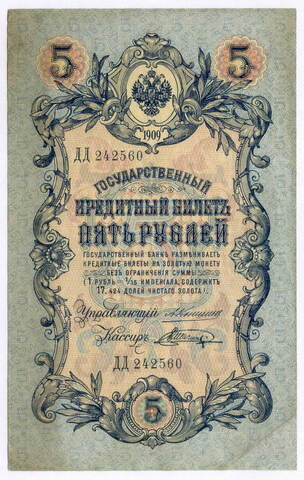 5 5
1909
ДД 242560
ГОСУДАРСТВЕННЫЙ
КРЕДИТНЫЙ БИЛЕТЪ
ПЯТЬ РУБЛЕЙ
ГОСУДАРСТВЕННЫЙ БАНКЪ РАЗМѢНИВАЕТЪ
КРЕДИТНЫЕ БИЛЕТЫ НА ЗОЛОТУЮ МОНЕТУ
БЕЗЪ ОГРАНИЧЕНІЯ СУММЫ
(1 РУБЛЬ = 1/15 ИМПЕРІАЛА, СОДЕРЖИТЪ
17,424 ДОЛЕЙ ЧИСТАГО ЗОЛОТА).
Управляющій
Кассиръ
ДД 242560
5